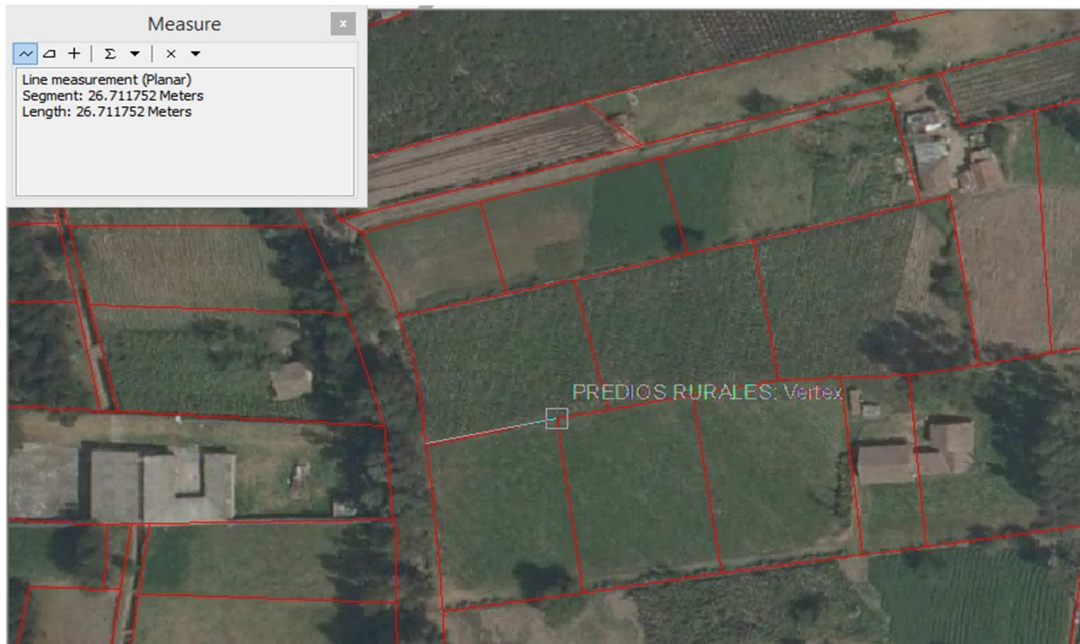 Measure
Line measurement (Planar)
Segment: 26.711752 Meters
Length: 26.711752 Meters
PREDIOS RURALES: Vertex